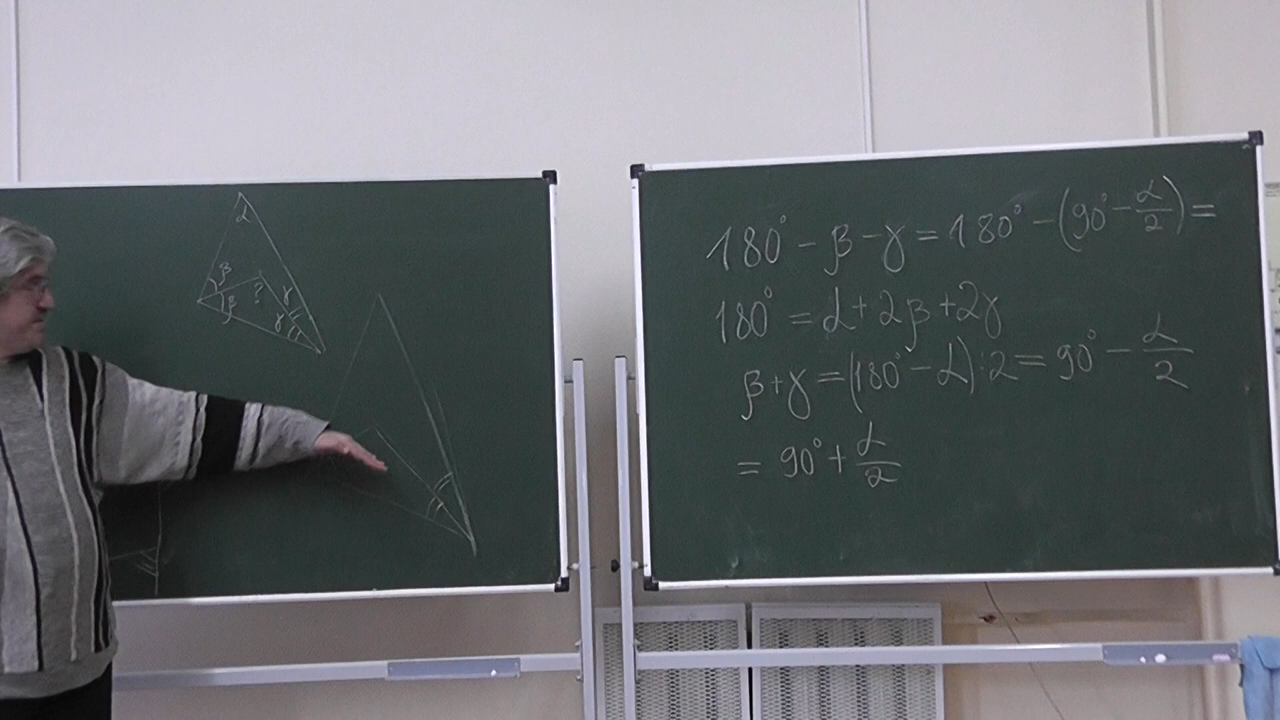 α
β
β
?
γ
γ
180° - β - γ = 180° - (90° - α/2) =
180° = α + 2β + 2γ
β + γ = (180° - α) : 2 = 90° - α/2
= 90° + α/2